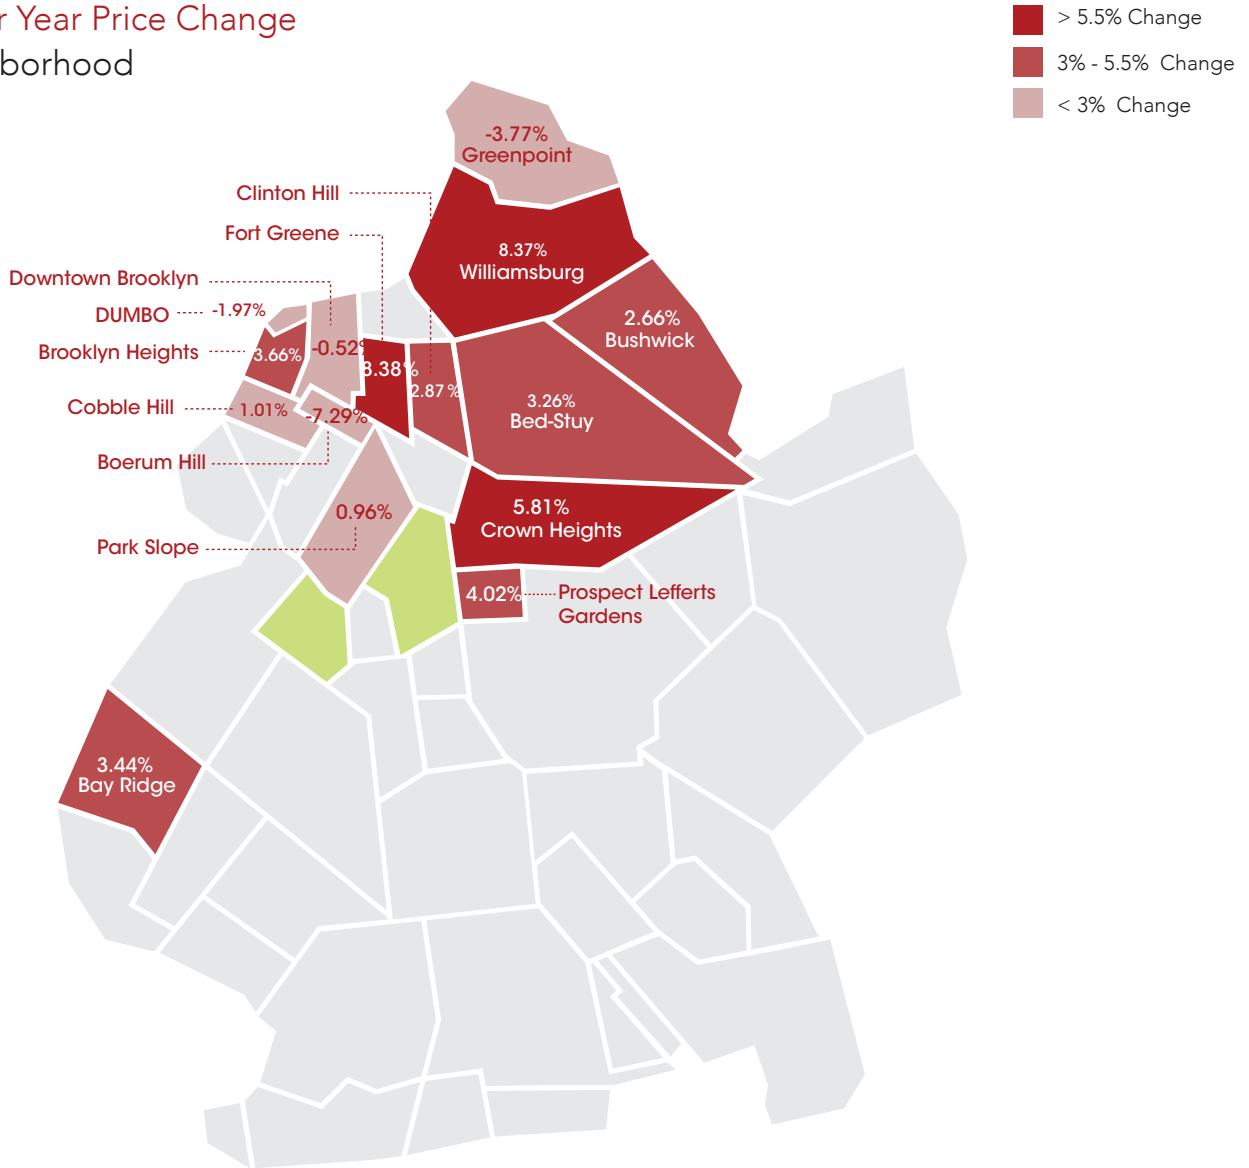 r Year Price Change
borhood
> 5.5% Change
3% - 5.5% Change
< 3% Change
-3.77%
Greenpoint
Clinton Hill
Fort Greene
8.37%
Williamsburg
Downtown Brooklyn
DUMBO
-1.97%
2.66%
Bushwick
Brooklyn Heights
3.66%
-0.52%
8.38%
2.87%
Cobble Hill
1.01%
-7.29%
3.26%
Bed-Stuy
Boerum Hill
0.96%
5.81%
Crown Heights
Park Slope
4.02%
Prospect Lefferts
Gardens
3.44%
Bay Ridge